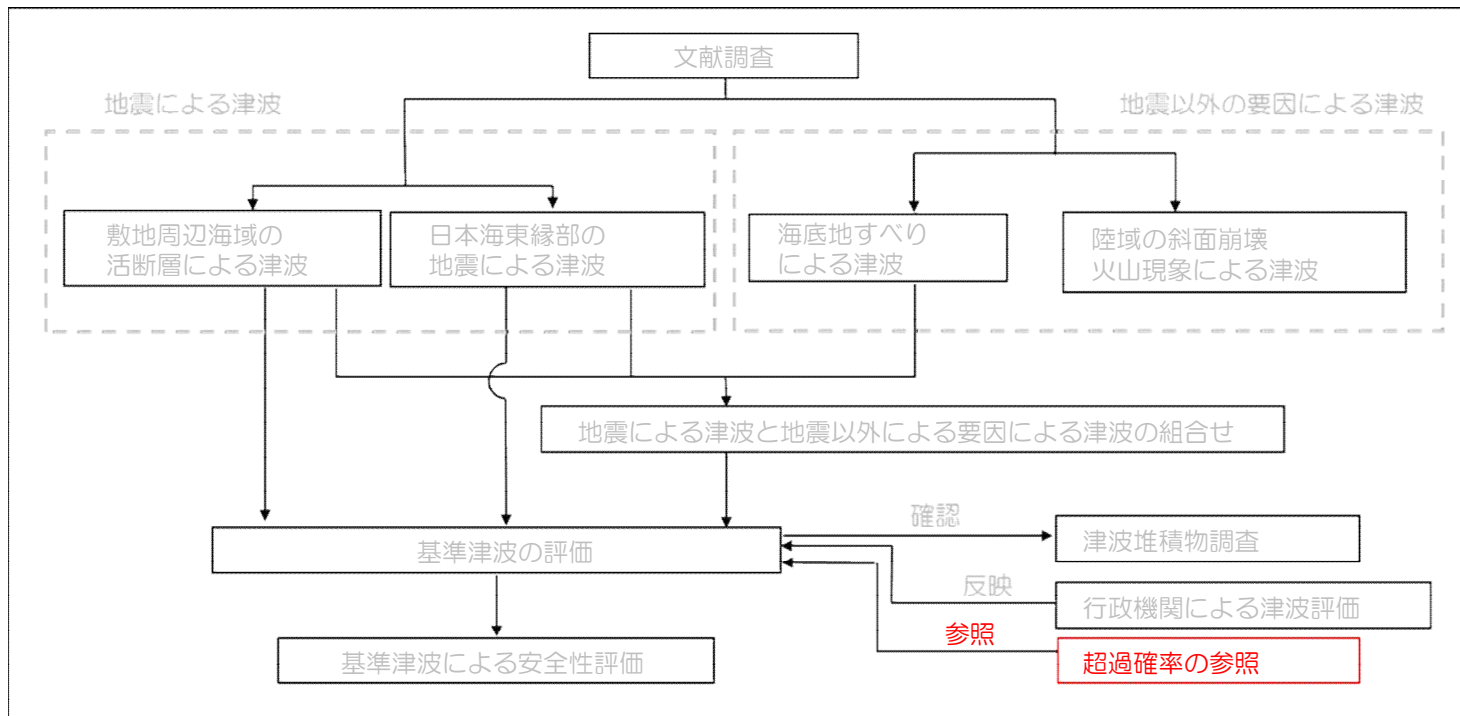 文献調査
地震による津波
地震以外の要因による津波
敷地周辺海域の
活断層による津波
日本海東縁部の
地震による津波
海底地すべり
による津波
陸域の斜面崩壊
火山現象による津波
地震による津波と地震以外による要因による津波の組合せ
基準津波の評価
確認
津波堆積物調査
反映
行政機関による津波評価
参照
超過確率の参照
基準津波による安全性評価